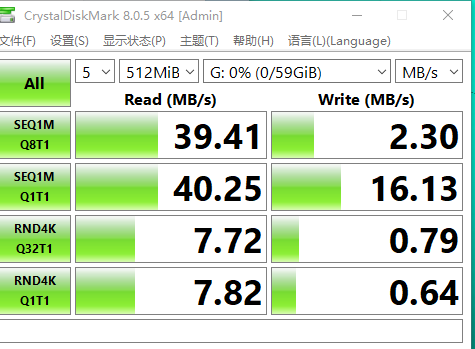 CrystalDiskMark 8.0.5 x64 [Admin]
文件(F) 设置(S) 显示状态(P) 主题(T) 帮助(H) 语言(L)(Language)
All 5 512MiB G: 0% (0/59GiB) MB/s
Read (MB/s) Write (MB/s)
SEQ1M
Q8T1
39.41 2.30
SEQ1M
Q1T1
40.25 16.13
RND4K
Q32T1
7.72 0.79
RND4K
Q1T1
7.82 0.64